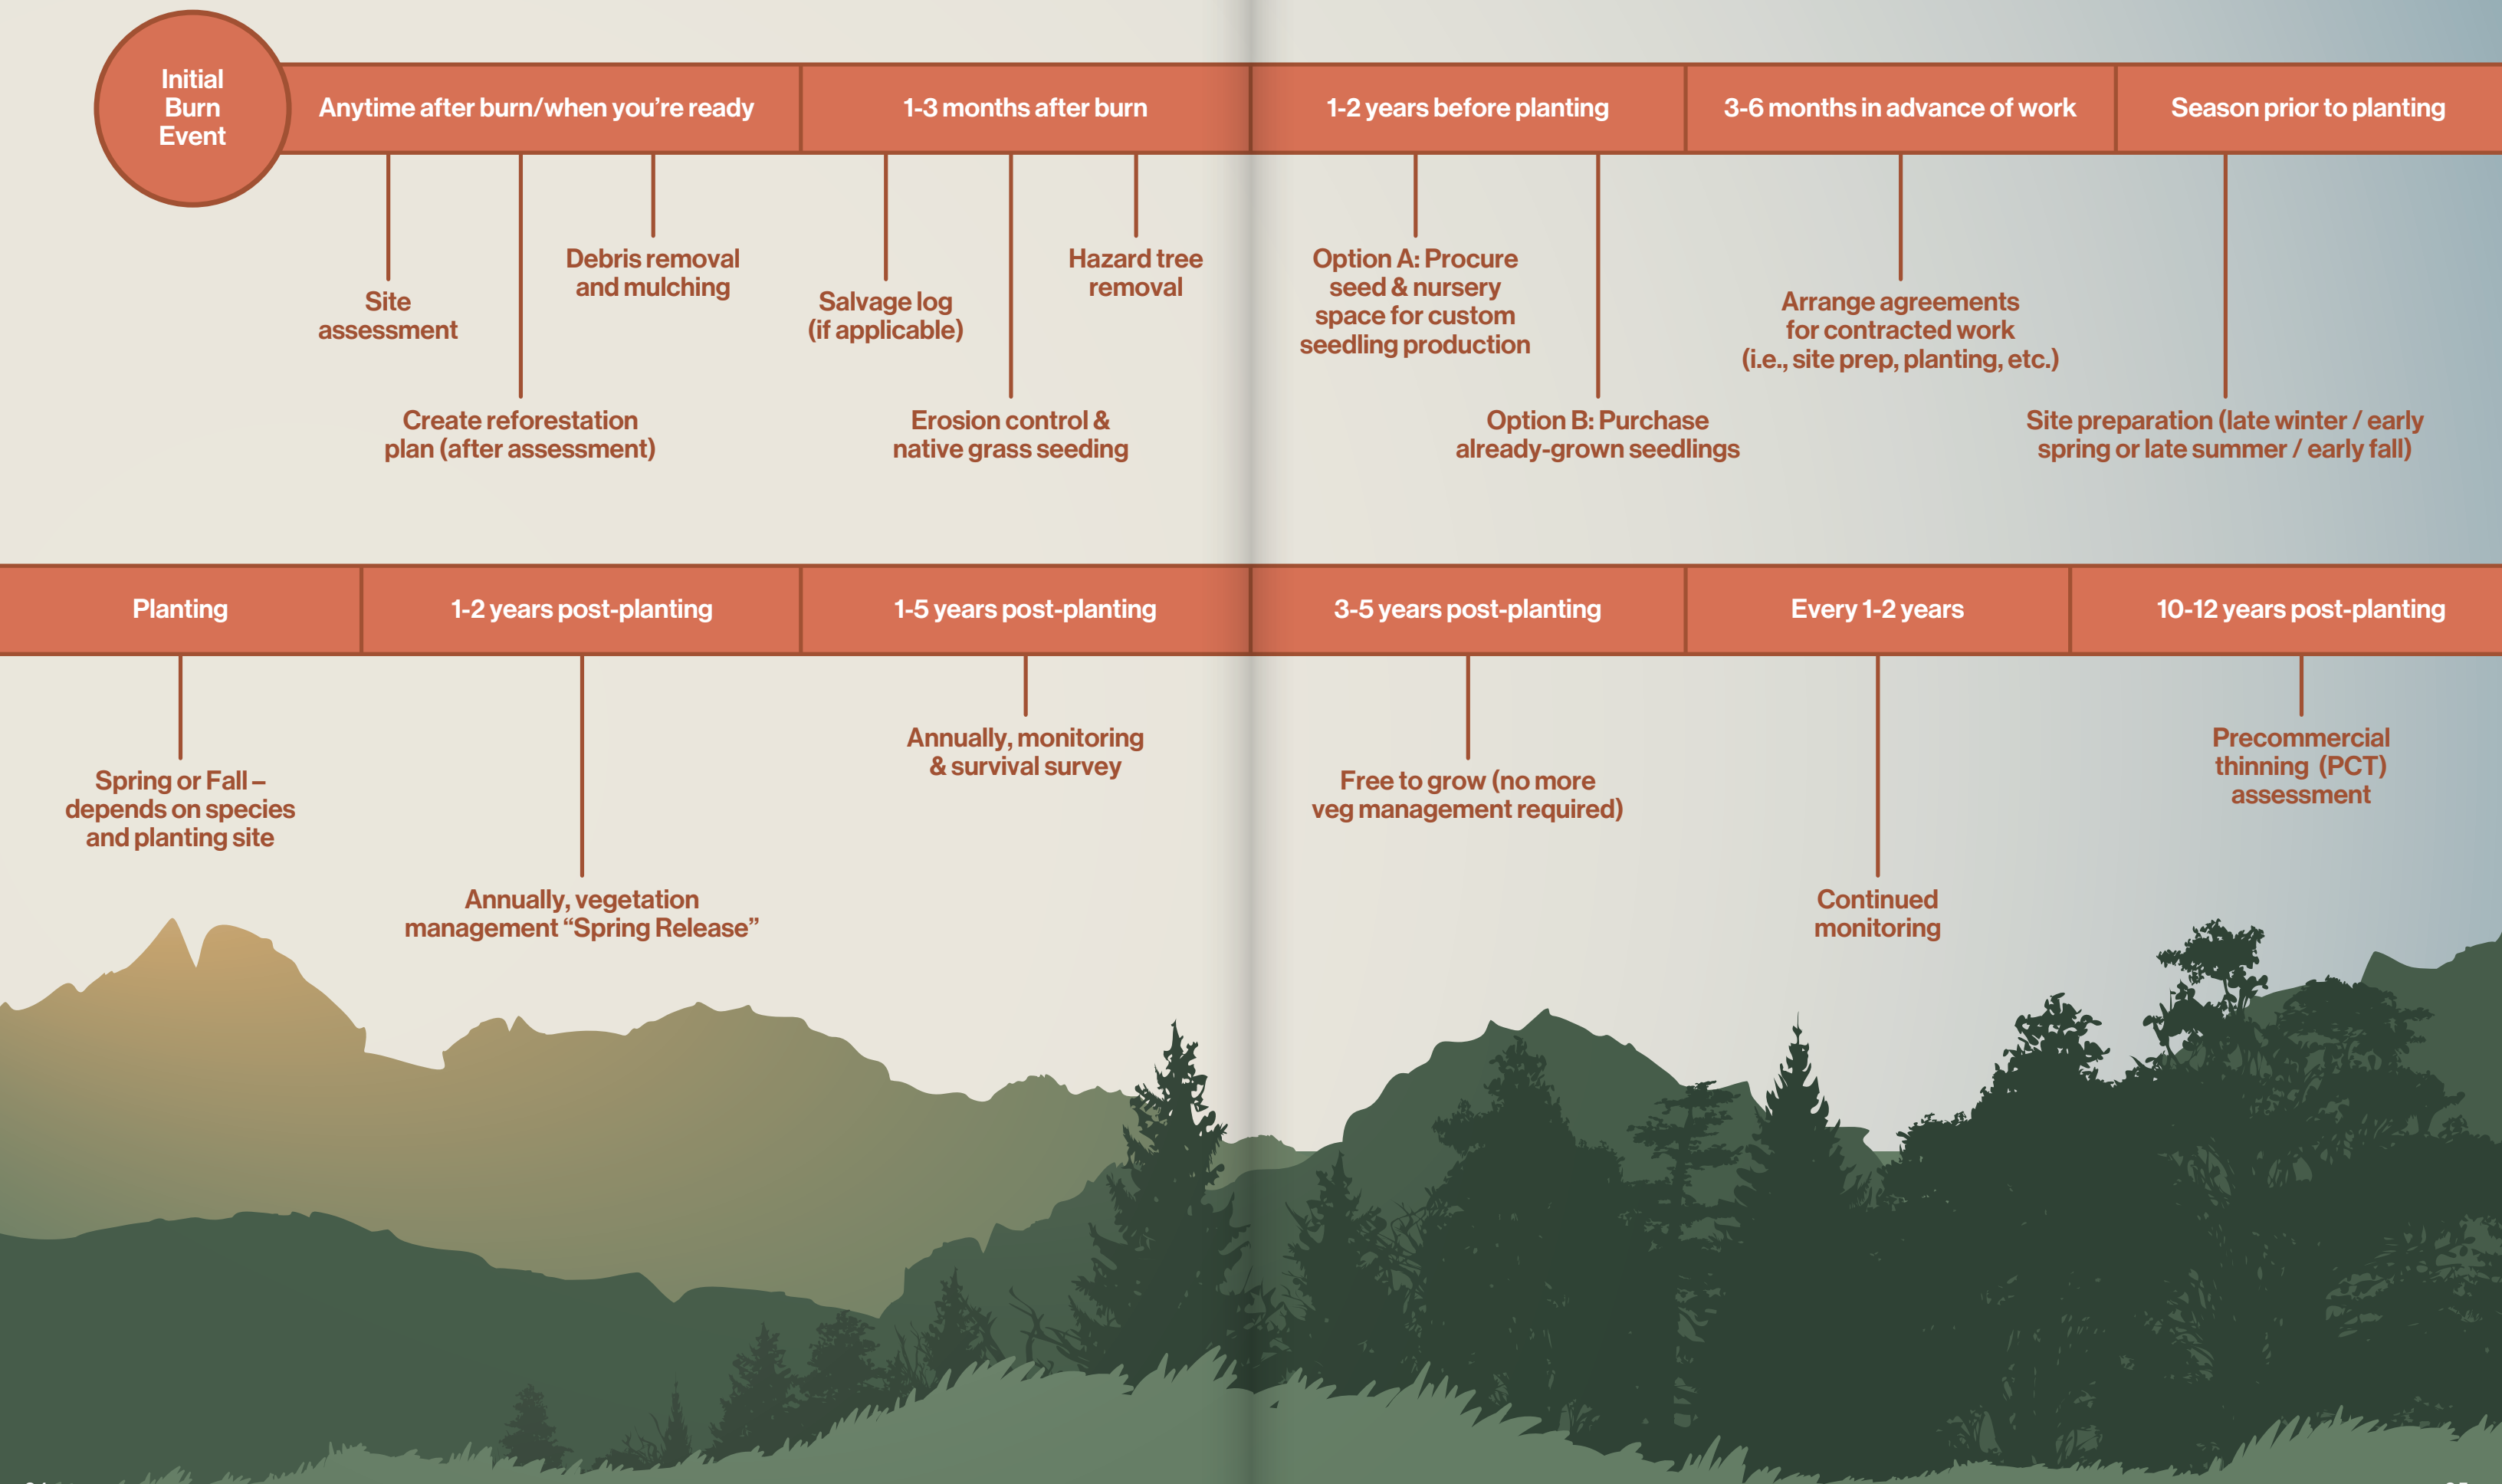 Initial
Burn
Event
Anytime after burn/when you’re ready
1-3 months after burn
1-2 years before planting
3-6 months in advance of work
Season prior to planting
Site
assessment
Create reforestation
plan (after assessment)
Debris removal
and mulching
Salvage log
(if applicable)
Erosion control &
native grass seeding
Hazard tree
removal
Option A: Procure
seed & nursery
space for custom
seedling production
Option B: Purchase
already-grown seedlings
Arrange agreements
for contracted work
(i.e., site prep, planting, etc.)
Site preparation (late winter / early
spring or late summer / early fall)
Planting
1-2 years post-planting
1-5 years post-planting
3-5 years post-planting
Every 1-2 years
10-12 years post-planting
Spring or Fall –
depends on species
and planting site
Annually, vegetation
management “Spring Release”
Annually, monitoring
& survival survey
Free to grow (no more
veg management required)
Continued
monitoring
Precommercial
thinning (PCT)
assessment